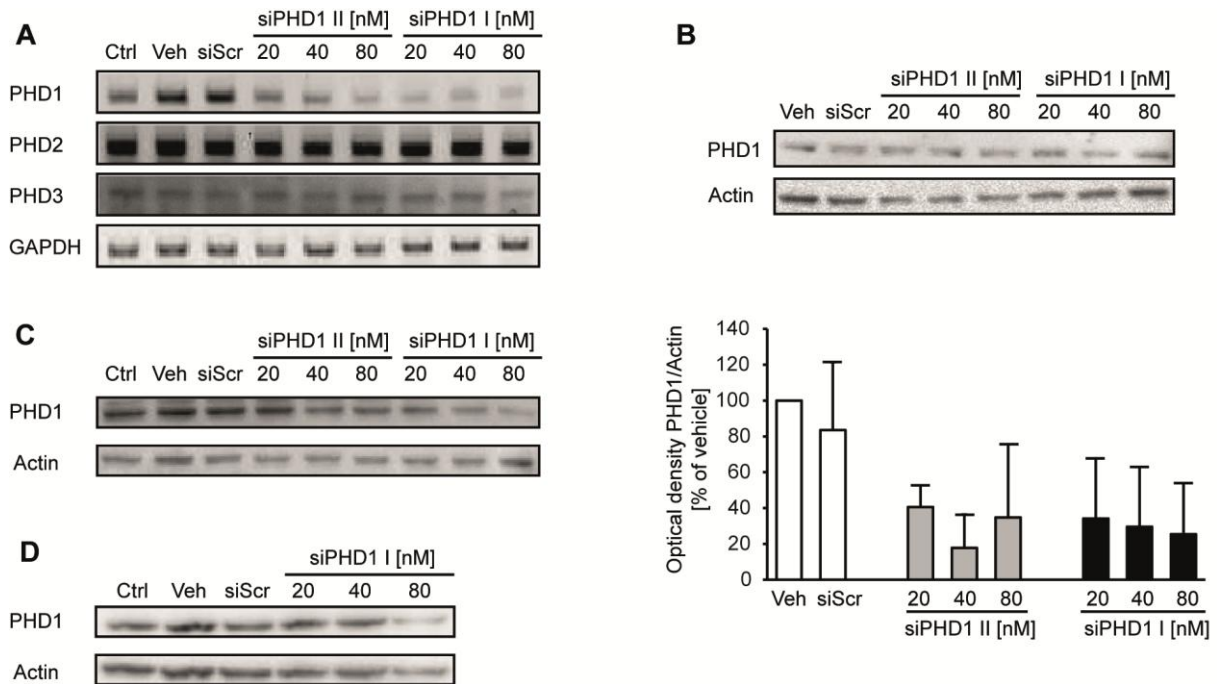 A
siPHD1 II [nM] siPHD1 I [nM]
Ctrl Veh siScr 20 40 80 20 40 80
PHD1
PHD2
PHD3
GAPDH
B
siPHD1 II [nM] siPHD1 I [nM]
Veh siScr 20 40 80 20 40 80
PHD1
Actin
C
siPHD1 II [nM] siPHD1 I [nM]
Ctrl Veh siScr 20 40 80 20 40 80
PHD1
Actin
D
siPHD1 I [nM]
Ctrl Veh siScr 20 40 80
PHD1
Actin
Optical density PHD1/Actin
[% of vehicle]
140
120
100
80
60
40
20
0
Veh siScr 20 40 80 20 40 80
siPHD1 II [nM] siPHD1 I [nM]